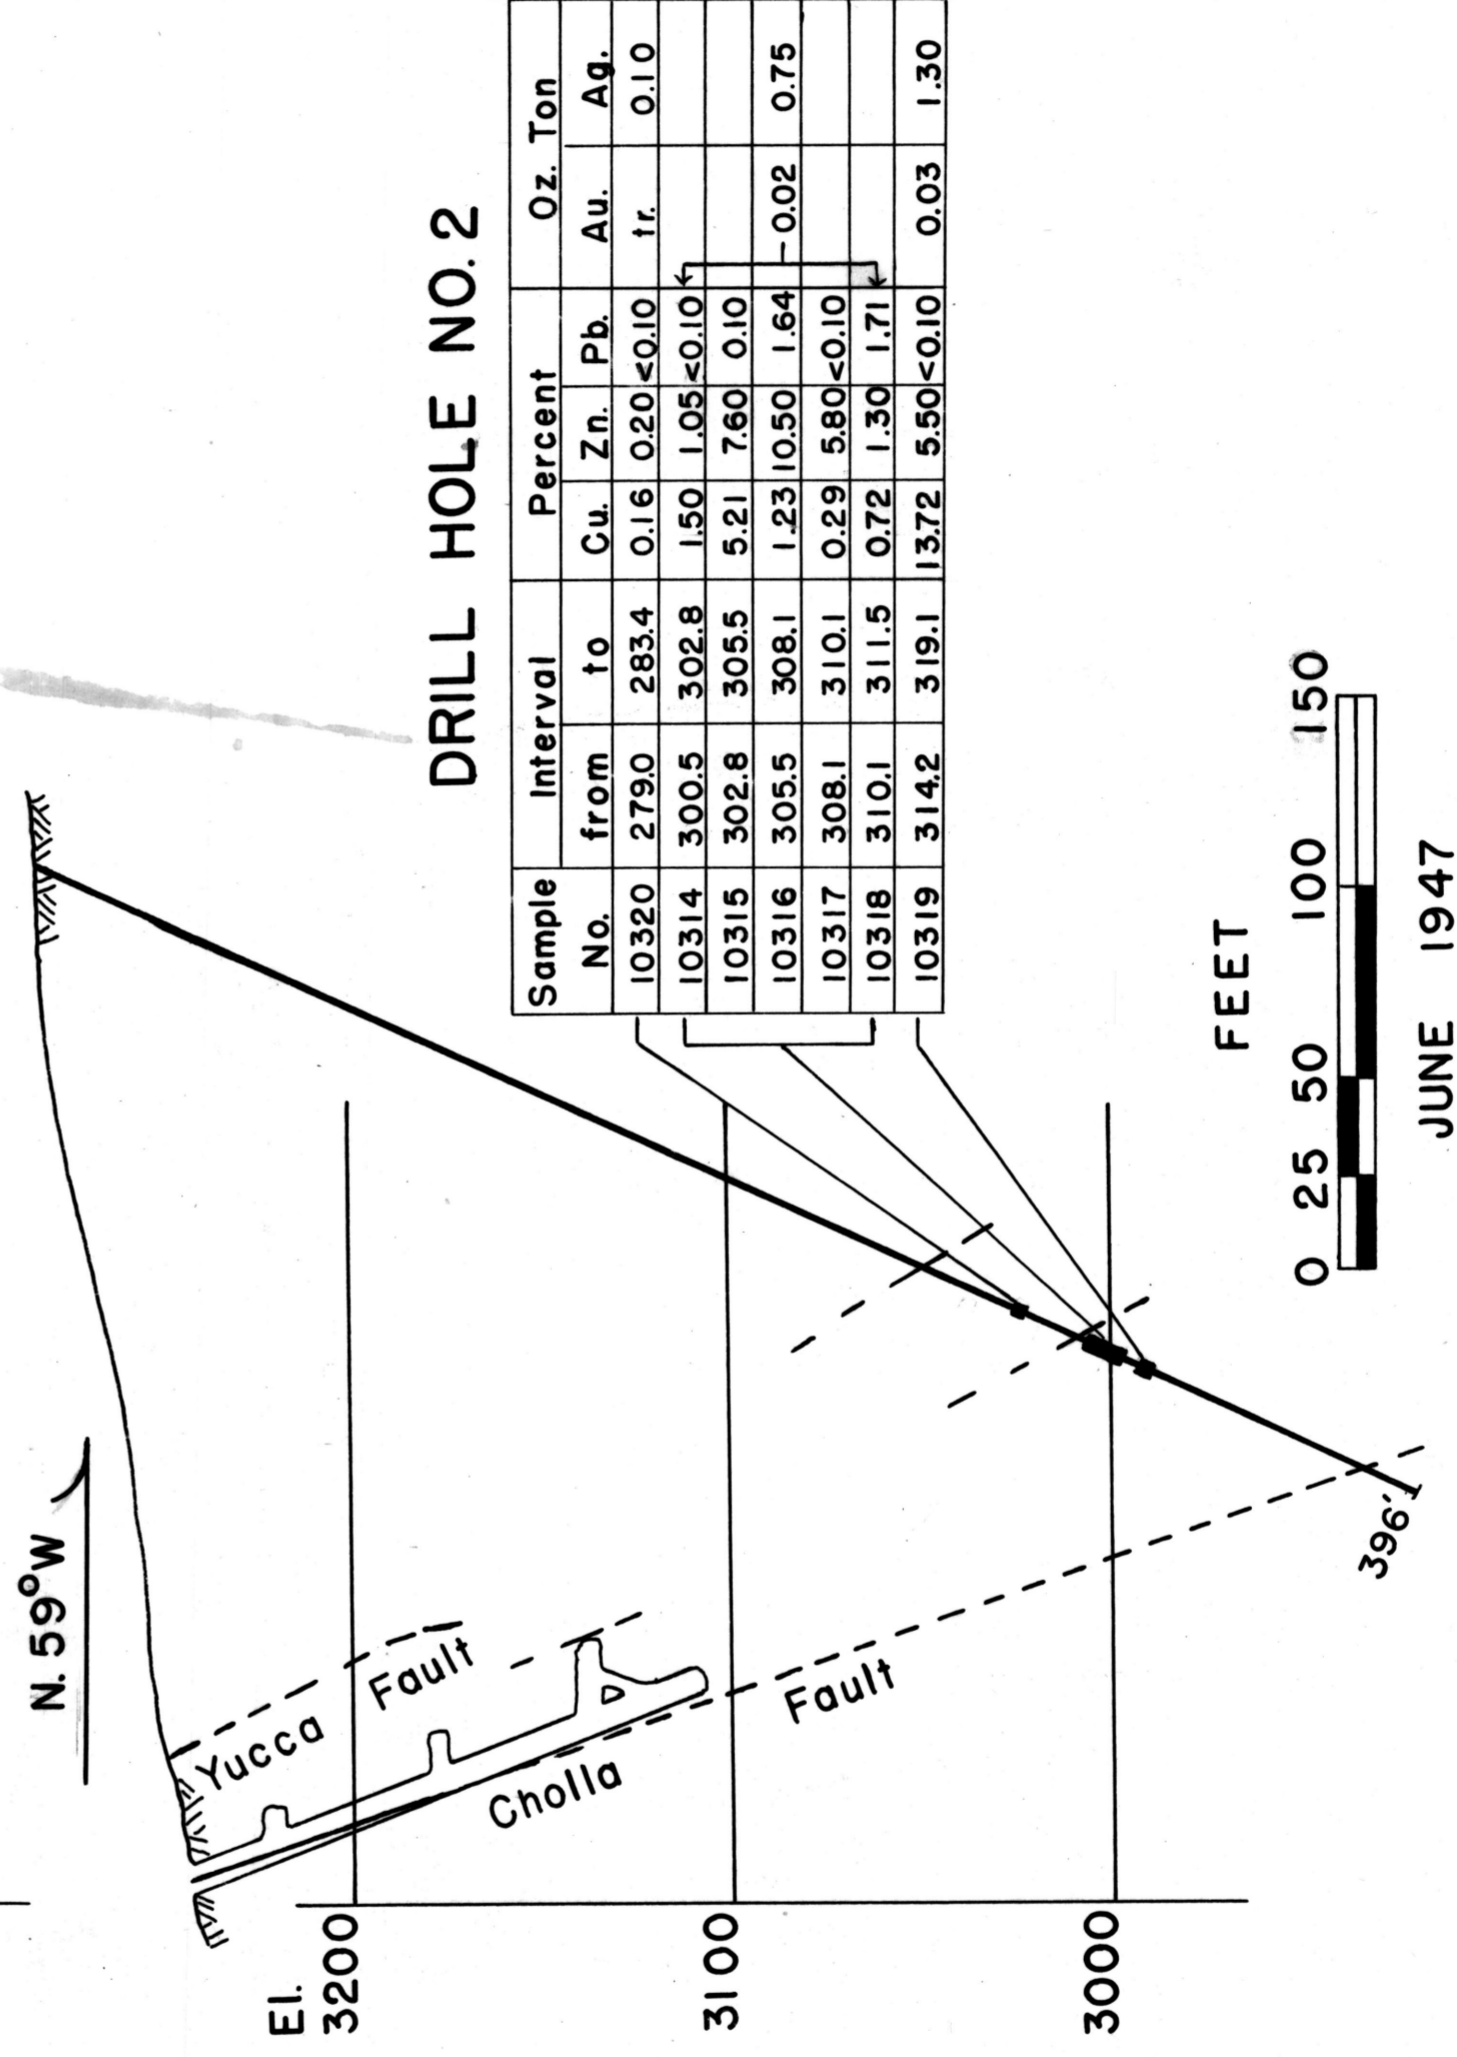 N. 59°W
DRILL HOLE NO. 2
Sample Interval Percent Oz. Ton
No. from to Cu. Zn. Pb. Au. Ag.
10320 279.0 283.4 0.16 0.20 <0.10 tr. 0.10
10314 300.5 302.8 1.50 1.05 <0.10
10315 302.8 305.5 5.21 7.60 0.10
10316 305.5 308.1 1.23 10.50 1.64 0.02 0.75
10317 308.1 310.1 0.29 5.80 <0.10
10318 310.1 311.5 0.72 1.30 1.71
10319 314.2 319.1 13.72 5.50 <0.10 0.03 1.30
Yucca Fault
Cholla Fault
El.
3200
3100
3000
396'
FEET
0 25 50 100 150
JUNE 1947